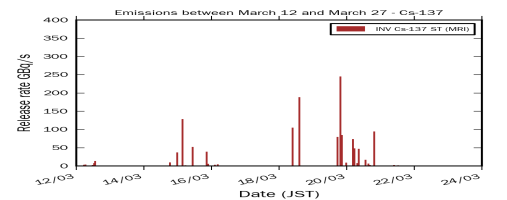 Emissions between March 12 and March 27 - Cs-137
INV Cs-137 ST (MRI)
Release rate GBq/s
400
350
300
250
200
150
100
50
0
12/03 14/03 16/03 18/03 20/03 22/03 24/03
Date (JST)